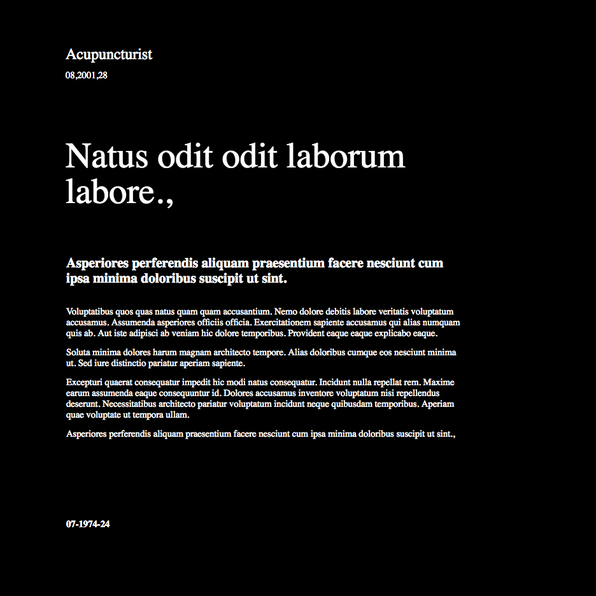 Acupuncturist
08,2001,28
Natus odit odit laborum
labore.,
Asperiores perferendis aliquam praesentium facere nesciunt cum
ipsa minima doloribus suscipit ut sint.
Voluptatibus quos quas natus quam quam accusantium. Nemo dolore debitis labore veritatis voluptatum
accusamus. Assumenda asperiores officiis officia. Exercitationem sapiente accusamus qui alias numquam
quis ab. Aut iste adipisci ab veniam hic dolore temporibus. Provident eaque eaque explicabo eaque.
Soluta minima dolores harum magnam architecto tempore. Alias doloribus cumque eos nesciunt minima
ut. Sed iure distinctio pariatur aperiam sapiente.
Excepturi quaerat consequatur impedit hic modi natus consequatur. Incidunt nulla repellat rem. Maxime
earum assumenda eaque consequuntur id. Dolores accusamus inventore voluptatum nisi repellendus
deserunt. Necessitatibus architecto pariatur voluptatum incidunt neque quibusdam temporibus. Aperiam
quae voluptate ut tempora ullam.
Asperiores perferendis aliquam praesentium facere nesciunt cum ipsa minima doloribus suscipit ut sint.,
07-1974-24